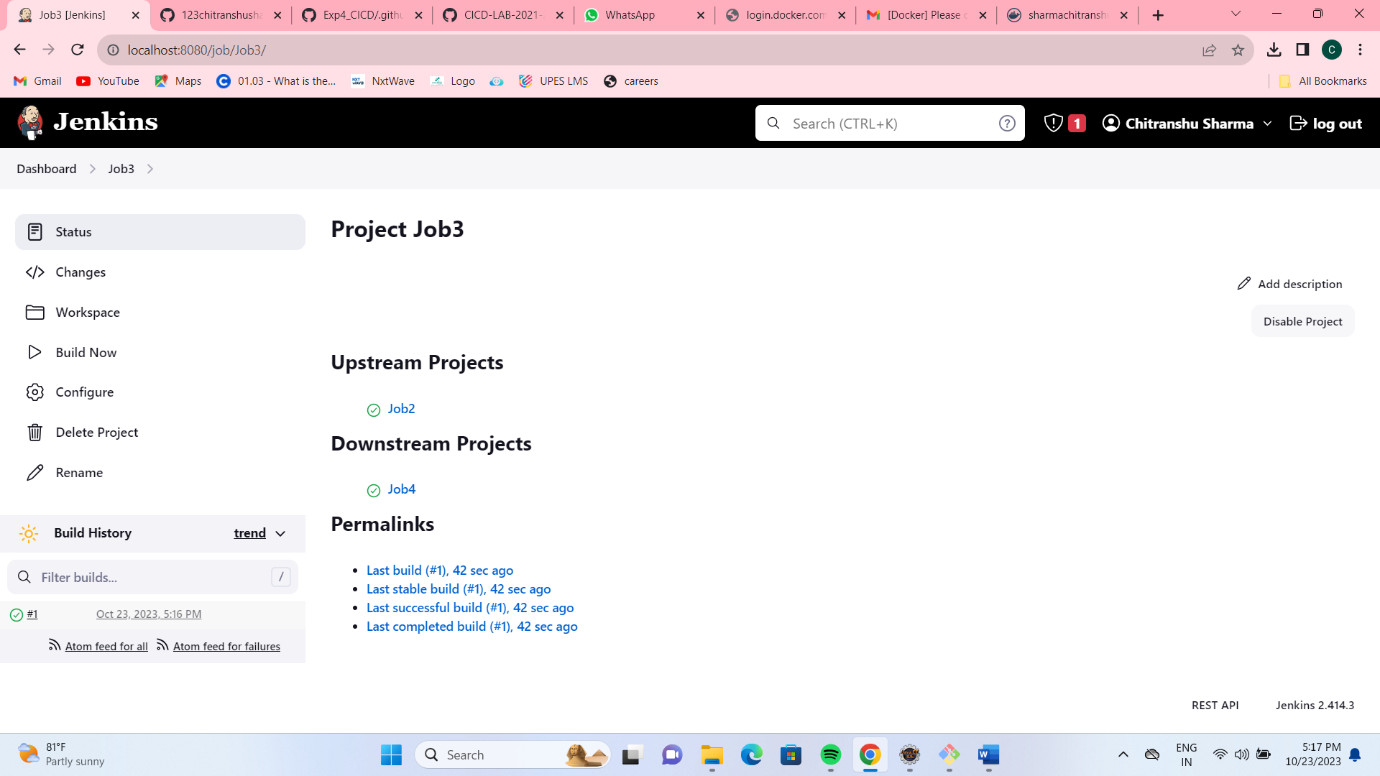 Job3 [Jenkins]
123chitranshusha
Exp4_CICD/.githu
CICD-LAB-2021-
WhatsApp
login.docker.com
[Docker] Please c
sharmachitransh
localhost:8080/job/Job3/
C
Gmail
YouTube
Maps
01.03 - What is the...
NxtWave
Logo
UPES LMS
careers
All Bookmarks
Jenkins
Search (CTRL+K)
?
1
Chitranshu Sharma
log out
Dashboard
Job3
Status
Changes
Workspace
Build Now
Configure
Delete Project
Rename
Build History
trend
Filter builds...
/
#1
Oct 23, 2023, 5:16 PM
Atom feed for all
Atom feed for failures
Project Job3
Add description
Disable Project
Upstream Projects
Job2
Downstream Projects
Job4
Permalinks
Last build (#1), 42 sec ago
Last stable build (#1), 42 sec ago
Last successful build (#1), 42 sec ago
Last completed build (#1), 42 sec ago
REST API
Jenkins 2.414.3
81°F
Partly sunny
Search
ENG
IN
5:17 PM
10/23/2023